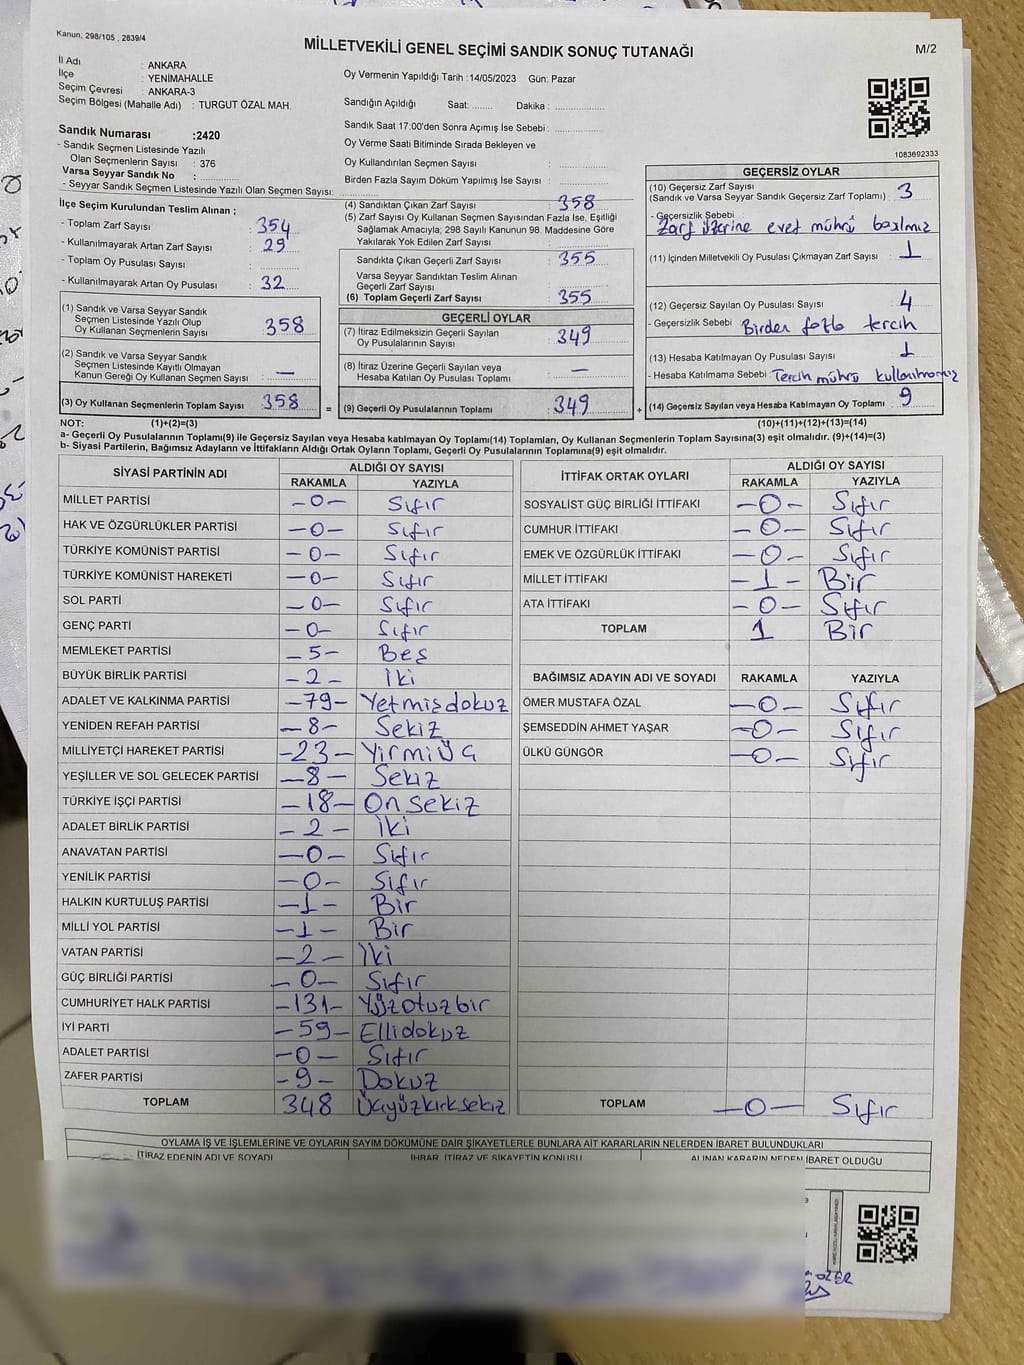 Kanun, 298/105 , 2839/4
MİLLETVEKİLİ GENEL SEÇİMİ SANDIK SONUÇ TUTANAĞI
M/2
İl Adı : ANKARA
İlçe : YENİMAHALLE
Seçim Çevresi : ANKARA-3
Seçim Bölgesi (Mahalle Adı) : TURGUT ÖZAL MAH.
Sandık Numarası :2420
- Sandık Seçmen Listesinde Yazılı
Olan Seçmenlerin Sayısı : 376
Varsa Seyyar Sandık No :
- Seyyar Sandık Seçmen Listesinde Yazılı Olan Seçmen Sayısı:
İlçe Seçim Kurulundan Teslim Alınan ;
- Toplam Zarf Sayısı : 354
- Kullanılmayarak Artan Zarf Sayısı : 29
- Toplam Oy Pusulası Sayısı :
- Kullanılmayarak Artan Oy Pusulası : 32
(1) Sandık ve Varsa Seyyar Sandık
Seçmen Listesinde Yazılı Olup
Oy Kullanan Seçmenlerin Sayısı : 358
(2) Sandık ve Varsa Seyyar Sandık
Seçmen Listesinde Kayıtlı Olmayan
Kanun Gereği Oy Kullanan Seçmen Sayısı : —
(3) Oy Kullanan Seçmenlerin Toplam Sayısı : 358 =
Oy Vermenin Yapıldığı Tarih :14/05/2023 Gün: Pazar
Sandığın Açıldığı Saat: ........ Dakika : ..................
Sandık Saat 17:00'den Sonra Açımış İse Sebebi : ..................
Oy Verme Saati Bitiminde Sırada Bekleyen ve
Oy Kullandırılan Seçmen Sayısı :
Birden Fazla Sayım Döküm Yapılmış İse Sayısı :
(4) Sandıktan Çıkan Zarf Sayısı : 358
(5) Zarf Sayısı Oy Kullanan Seçmen Sayısından Fazla İse, Eşitliği
Sağlamak Amacıyla; 298 Sayılı Kanunun 98. Maddesine Göre
Yakılarak Yok Edilen Zarf Sayısı :
Sandıkta Çıkan Geçerli Zarf Sayısı : 355
Varsa Seyyar Sandıktan Teslim Alınan
Geçerli Zarf Sayısı :
(6) Toplam Geçerli Zarf Sayısı : 355
GEÇERLİ OYLAR
(7) İtiraz Edilmeksizin Geçerli Sayılan
Oy Pusulalarının Sayısı : 349
(8) İtiraz Üzerine Geçerli Sayılan veya
Hesaba Katılan Oy Pusulası Toplamı : —
(9) Geçerli Oy Pusulalarının Toplamı : 349 +
1083692333
GEÇERSİZ OYLAR
(10) Geçersiz Zarf Sayısı
(Sandık ve Varsa Seyyar Sandık Geçersiz Zarf Toplamı) : 3
- Geçersizlik Sebebi :
Zarf üzerine evet mührü basılmış
(11) İçinden Milletvekili Oy Pusulası Çıkmayan Zarf Sayısı : 1
(12) Geçersiz Sayılan Oy Pusulası Sayısı : 4
- Geçersizlik Sebebi : Birden fazla tercih
(13) Hesaba Katılmayan Oy Pusulası Sayısı : 1
- Hesaba Katılmama Sebebi : Tercih mührü kullanılmamış
(14) Geçersiz Sayılan veya Hesaba Katılmayan Oy Toplamı : 9
NOT: (1)+(2)=(3) (10)+(11)+(12)+(13)=(14)
a- Geçerli Oy Pusulalarının Toplamı(9) ile Geçersiz Sayılan veya Hesaba katılmayan Oy Toplamı(14) Toplamları, Oy Kullanan Seçmenlerin Toplam Sayısına(3) eşit olmalıdır. (9)+(14)=(3)
b- Siyasi Partilerin, Bağımsız Adayların ve İttifakların Aldığı Oyların Toplamı, Geçerli Oy Pusulalarının Toplamına(9) eşit olmalıdır.
SİYASİ PARTİNİN ADI ALDIĞI OY SAYISI
RAKAMLA YAZIYLA
MİLLET PARTİSİ -0- Sıfır
HAK VE ÖZGÜRLÜKLER PARTİSİ -0- Sıfır
TÜRKİYE KOMÜNİST PARTİSİ -0- Sıfır
TÜRKİYE KOMÜNİST HAREKETİ -0- Sıfır
SOL PARTİ -0- Sıfır
GENÇ PARTİ -0- Sıfır
MEMLEKET PARTİSİ -5- Beş
BÜYÜK BİRLİK PARTİSİ -2- İki
ADALET VE KALKINMA PARTİSİ -79- Yetmişdokuz
YENİDEN REFAH PARTİSİ -8- Sekiz
MİLLİYETÇİ HAREKET PARTİSİ -23- Yirmiüç
YEŞİLLER VE SOL GELECEK PARTİSİ -8- Sekız
TÜRKİYE İŞÇİ PARTİSİ -18- On sekiz
ADALET BİRLİK PARTİSİ -2- İki
ANAVATAN PARTİSİ -0- Sıfır
YENİLİK PARTİSİ -0- Sıfır
HALKIN KURTULUŞ PARTİSİ -1- Bir
MİLLİ YOL PARTİSİ -1- Bir
VATAN PARTİSİ -2- İki
GÜÇ BİRLİĞİ PARTİSİ -0- Sıfır
CUMHURİYET HALK PARTİSİ -131- Yüzotuzbir
İYİ PARTİ -59- Ellidokuz
ADALET PARTİSİ -0- Sıfır
ZAFER PARTİSİ -9- Dokuz
TOPLAM 348 Üçyüzkırksekiz
İTTİFAK ORTAK OYLARI ALDIĞI OY SAYISI
RAKAMLA YAZIYLA
SOSYALİST GÜÇ BİRLİĞİ İTTİFAKI -0- Sıfır
CUMHUR İTTİFAKI -0- Sıfır
EMEK VE ÖZGÜRLÜK İTTİFAKI -0- Sıfır
MİLLET İTTİFAKI -1- Bir
ATA İTTİFAKI -0- Sıfır
TOPLAM 1 Bir
BAĞIMSIZ ADAYIN ADI VE SOYADI RAKAMLA YAZIYLA
ÖMER MUSTAFA ÖZAL -0- Sıfır
ŞEMSEDDİN AHMET YAŞAR -0- Sıfır
ÜLKÜ GÜNGÖR -0- Sıfır
TOPLAM -0- Sıfır
OYLAMA İŞ VE İŞLEMLERİNE VE OYLARIN SAYIM DÖKÜMÜNE DAİR ŞİKAYETLERLE BUNLARA AİT KARARLARIN NELERDEN İBARET BULUNDUKLARI
İTİRAZ EDENİN ADI VE SOYADI İHBAR, İTİRAZ VE ŞİKAYETİN KONUSU ALINAN KARARIN NEDEN İBARET OLDUĞU